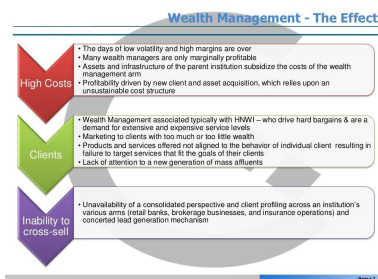 Wealth Management - The Effect
High Costs
• The days of low volatility and high margins are over
• Many wealth managers are only marginally profitable
• Assets and infrastructure of the parent institution subsidize the costs of the wealth
management arm
• Profitability driven by new client and asset acquisition, which relies upon an
unsustainable cost structure
Clients
• Wealth Management associated typically with HNWI – who drive hard bargains & are a
demand for extensive and expensive service levels
• Marketing to clients with too much or too little wealth
• Products and services offered not aligned to the behavior of individual client resulting in
failure to target services that fit the goals of their clients
• Lack of attention to a new generation of mass affluents
Inability to
cross-sell
• Unavailability of a consolidated perspective and client profiling across an institution's
various arms (retail banks, brokerage businesses, and insurance operations) and
concerted lead generation mechanism